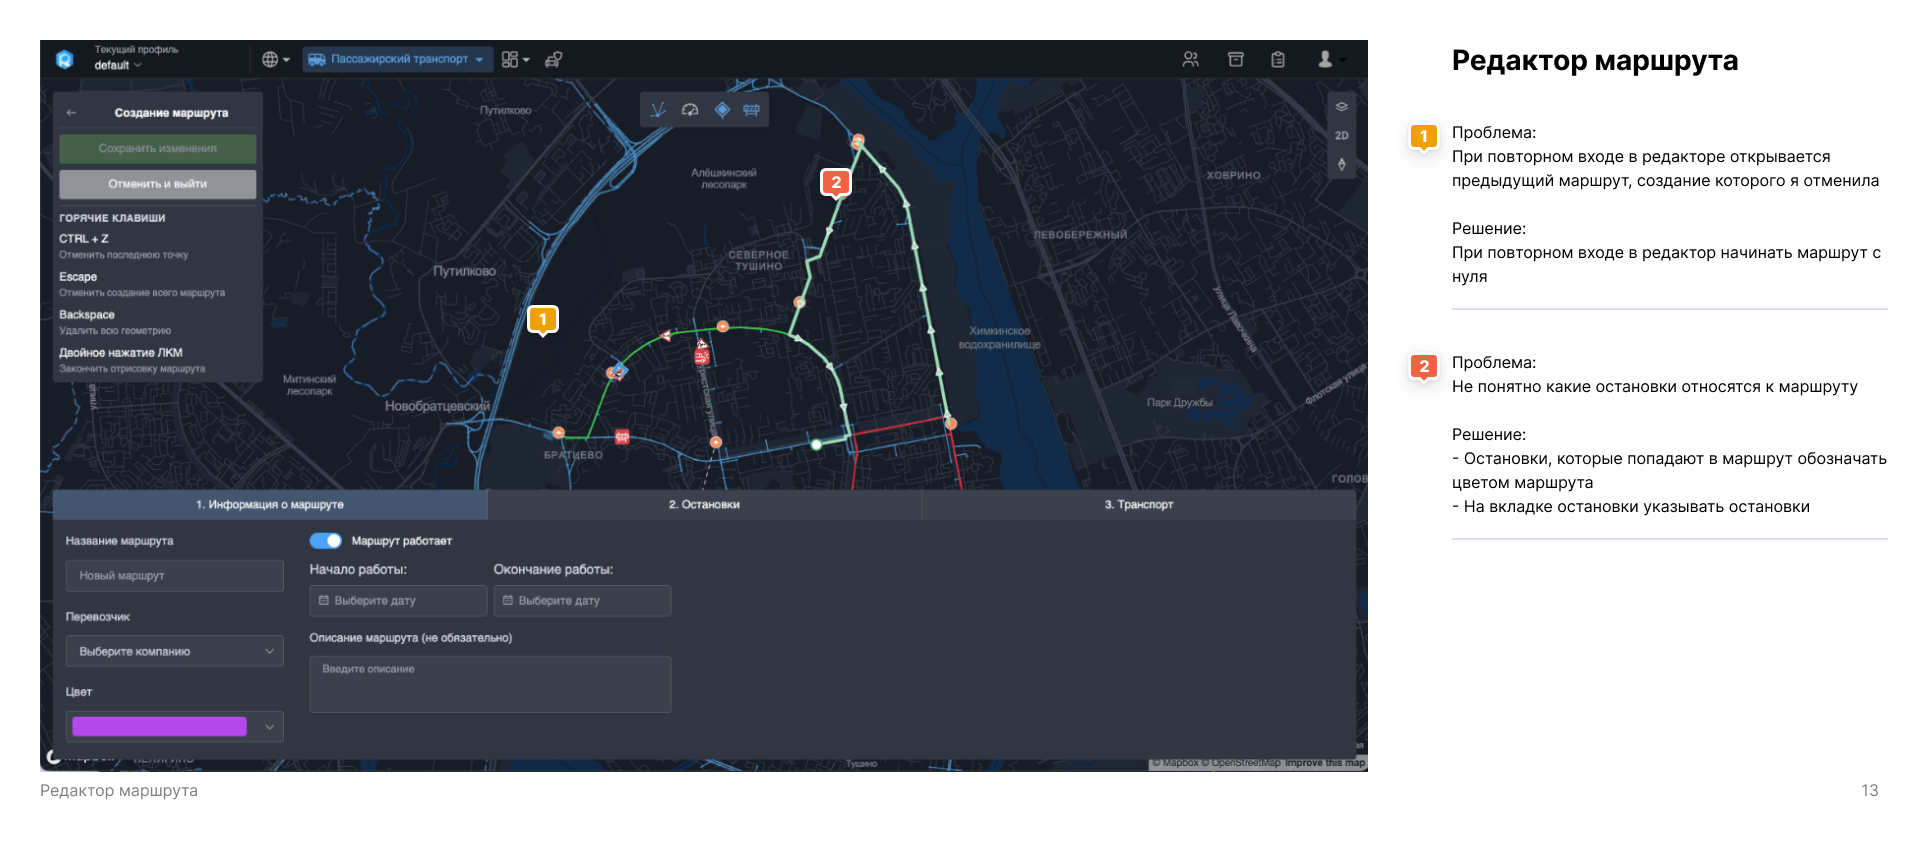 Текущий профиль
default
Пассажирский транспорт
Редактор маршрута
Создание маршрута
Сохранить изменения
Отменить и выйти
ГОРЯЧИЕ КЛАВИШИ
CTRL + Z
Отменить последнюю точку
Escape
Отменить создание всего маршрута
Backspace
Удалить всю геометрию
Двойное нажатие ЛКМ
Закончить отрисовку маршрута
2D
Путилково
Алёшкинский
лесопарк
2
ХОВРИНО
ЛЕВОБЕРЕЖНЫЙ
СЕВЕРНОЕ
ТУШИНО
Путилково
1
улица Лавочкина
Химкинское
водохранилище
Митинский
лесопарк
Новобратцевский
Парк Дружбы
Флотская улица
улица
БРАТЦЕВО
ГОЛОВ
1. Информация о маршруте
2. Остановки
3. Транспорт
Название маршрута
Новый маршрут
Перевозчик
Выберите компанию
Цвет
Маршрут работает
Начало работы:
Окончание работы:
Выберите дату
Выберите дату
Описание маршрута (не обязательно)
Введите описание
Тушино
© Mapbox © OpenStreetMap Improve this map
1
Проблема:
При повторном входе в редакторе открывается
предыдущий маршрут, создание которого я отменила
Решение:
При повторном входе в редактор начинать маршрут с
нуля
2
Проблема:
Не понятно какие остановки относятся к маршруту
Решение:
- Остановки, которые попадают в маршрут обозначать
цветом маршрута
- На вкладке остановки указывать остановки
Редактор маршрута
13